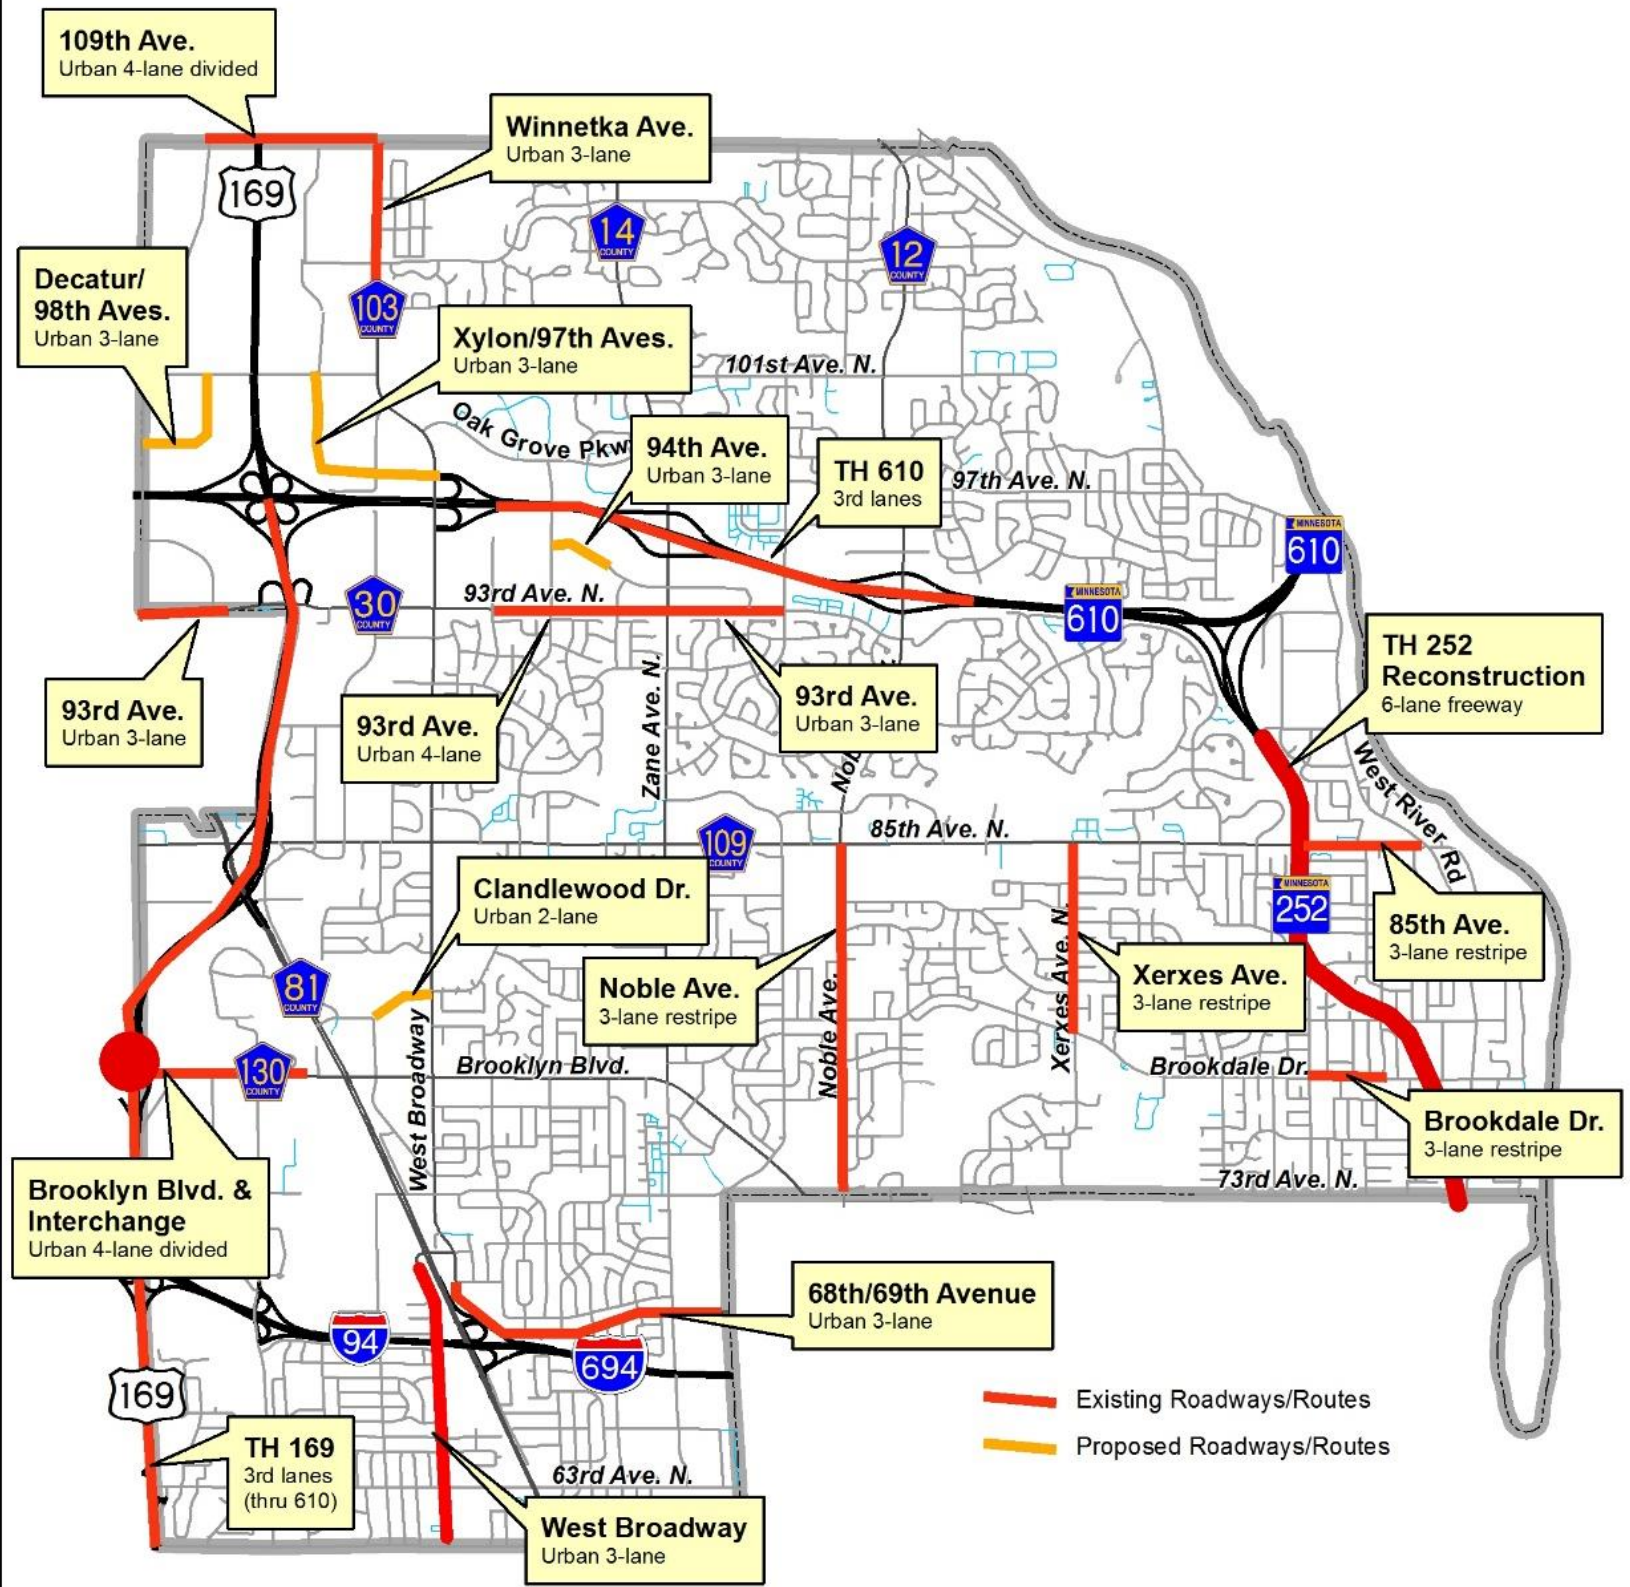 109th Ave.
Urban 4-lane divided
Winnetka Ave.
Urban 3-lane
169
14
COUNTY
12
COUNTY
Decatur/
98th Aves.
Urban 3-lane
103
COUNTY
Xylon/97th Aves.
Urban 3-lane
101st Ave. N.
Oak Grove Pkw
94th Ave.
Urban 3-lane
TH 610
3rd lanes
97th Ave. N.
MINNESOTA
610
30
COUNTY
93rd Ave. N.
MINNESOTA
610
TH 252
Reconstruction
6-lane freeway
93rd Ave.
Urban 3-lane
93rd Ave.
Urban 4-lane
Zane Ave. N.
93rd Ave.
Urban 3-lane
Nob
West River Rd
109
COUNTY
85th Ave. N.
Clandlewood Dr.
Urban 2-lane
MINNESOTA
252
85th Ave.
3-lane restripe
81
COUNTY
Noble Ave.
3-lane restripe
Noble Ave.
Xerxes Ave. N.
Xerxes Ave.
3-lane restripe
130
COUNTY
West Broadway
Brooklyn Blvd.
Brookdale Dr.
Brookdale Dr.
3-lane restripe
Brooklyn Blvd. &
Interchange
Urban 4-lane divided
73rd Ave. N.
68th/69th Avenue
Urban 3-lane
94
694
169
TH 169
3rd lanes
(thru 610)
63rd Ave. N.
West Broadway
Urban 3-lane
Existing Roadways/Routes
Proposed Roadways/Routes